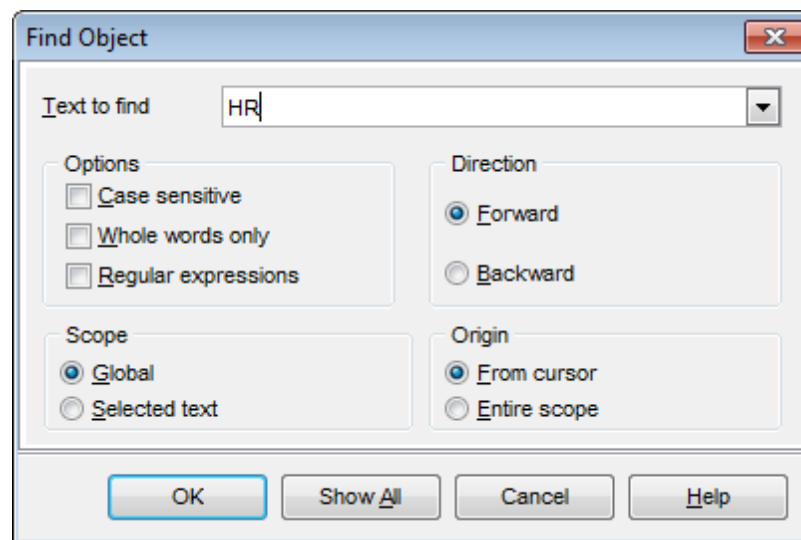 Find Object
Text to find HR
Options
Case sensitive
Whole words only
Regular expressions
Direction
Forward
Backward
Scope
Global
Selected text
Origin
From cursor
Entire scope
OK Show All Cancel Help